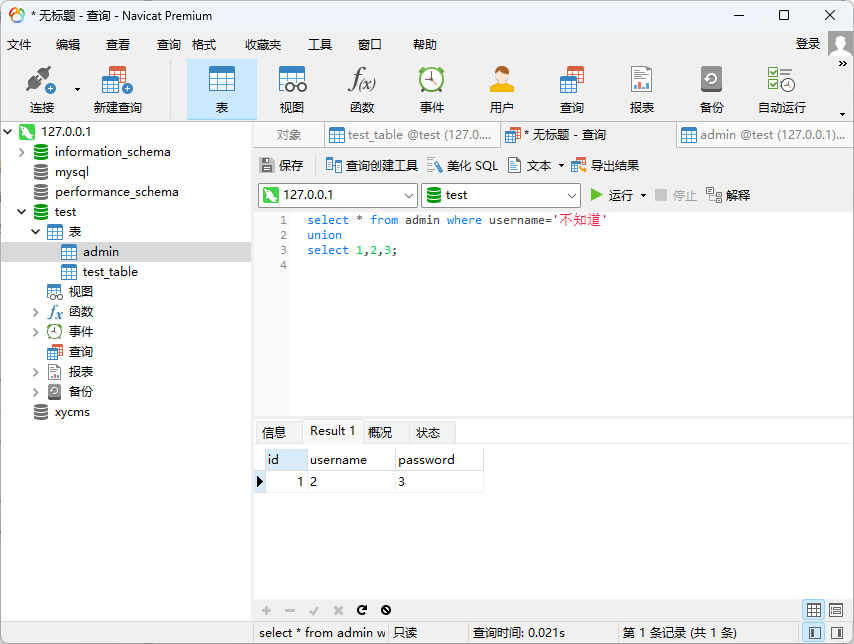 * 无标题 - 查询 - Navicat Premium
文件 编辑 查看 查询 格式 收藏夹 工具 窗口 帮助 登录
连接 新建查询 表 视图 函数 事件 用户 查询 报表 备份 自动运行
127.0.0.1
information_schema
mysql
performance_schema
test
表
admin
test_table
视图
函数
事件
查询
报表
备份
xycms
对象 test_table @test (127.0.... * 无标题 - 查询 admin @test (127.0.0.1)...
保存 查询创建工具 美化 SQL 文本 导出结果
127.0.0.1 test 运行 停止 解释
1 select * from admin where username='不知道'
2 union
3 select 1,2,3;
4
信息 Result 1 概况 状态
id username password
1 2 3
select * from admin w 只读 查询时间: 0.021s 第 1 条记录 (共 1 条)